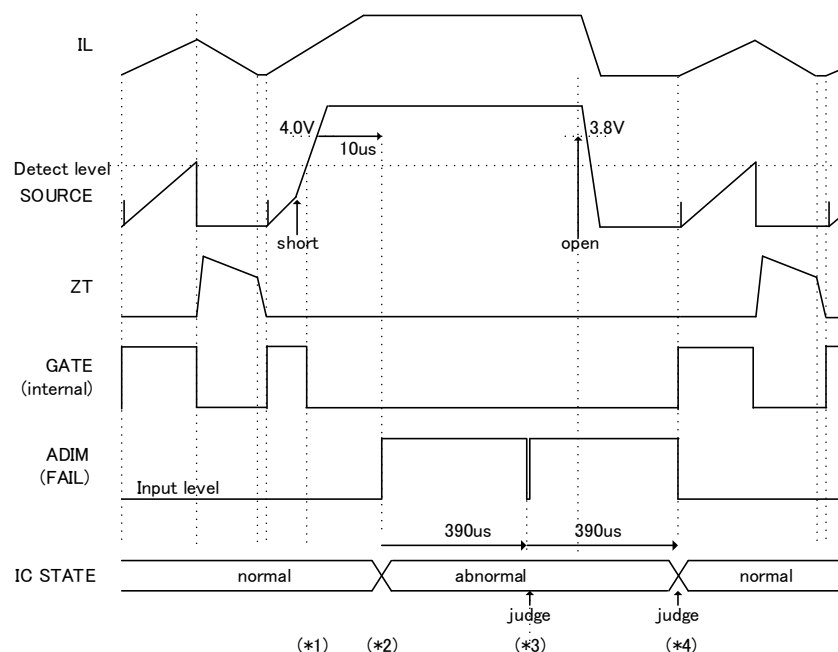 IL
4.0V
3.8V
10us
Detect level
SOURCE
short
open
ZT
GATE
(internal)
ADIM
(FAIL)
Input level
390us
390us
IC STATE
normal
abnormal
normal
judge
judge
(*1)
(*2)
(*3)
(*4)